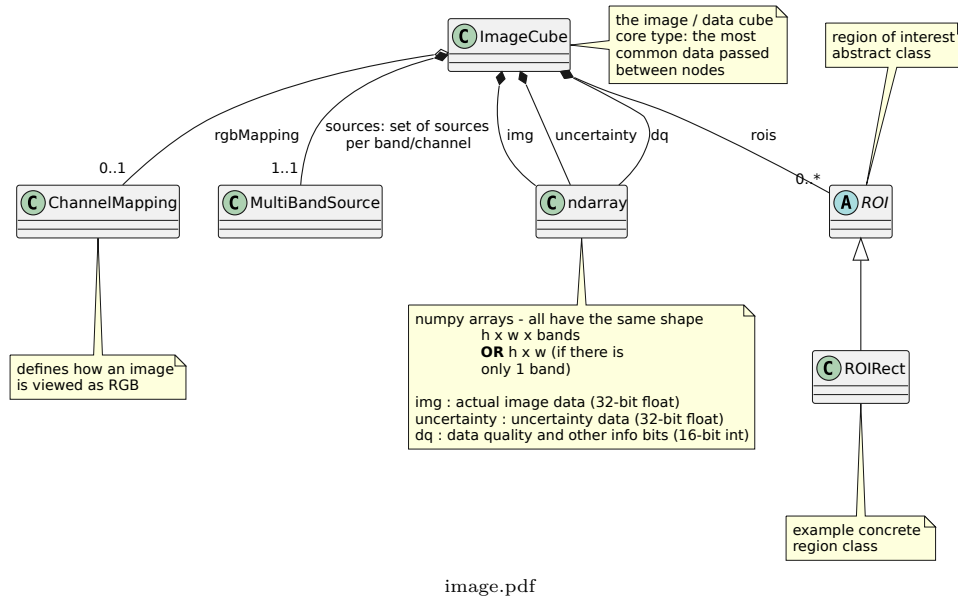 C ImageCube
the image / data cube
core type: the most
common data passed
between nodes
region of interest
abstract class
rgbMapping
sources: set of sources
per band/channel
img
uncertainty
dq
rois
0..1
1..1
0..*
C ChannelMapping
C MultiBandSource
C ndarray
A ROI
numpy arrays - all have the same shape
h x w x bands
OR h x w (if there is
only 1 band)
img : actual image data (32-bit float)
uncertainty : uncertainty data (32-bit float)
dq : data quality and other info bits (16-bit int)
defines how an image
is viewed as RGB
C ROIRect
example concrete
region class
image.pdf